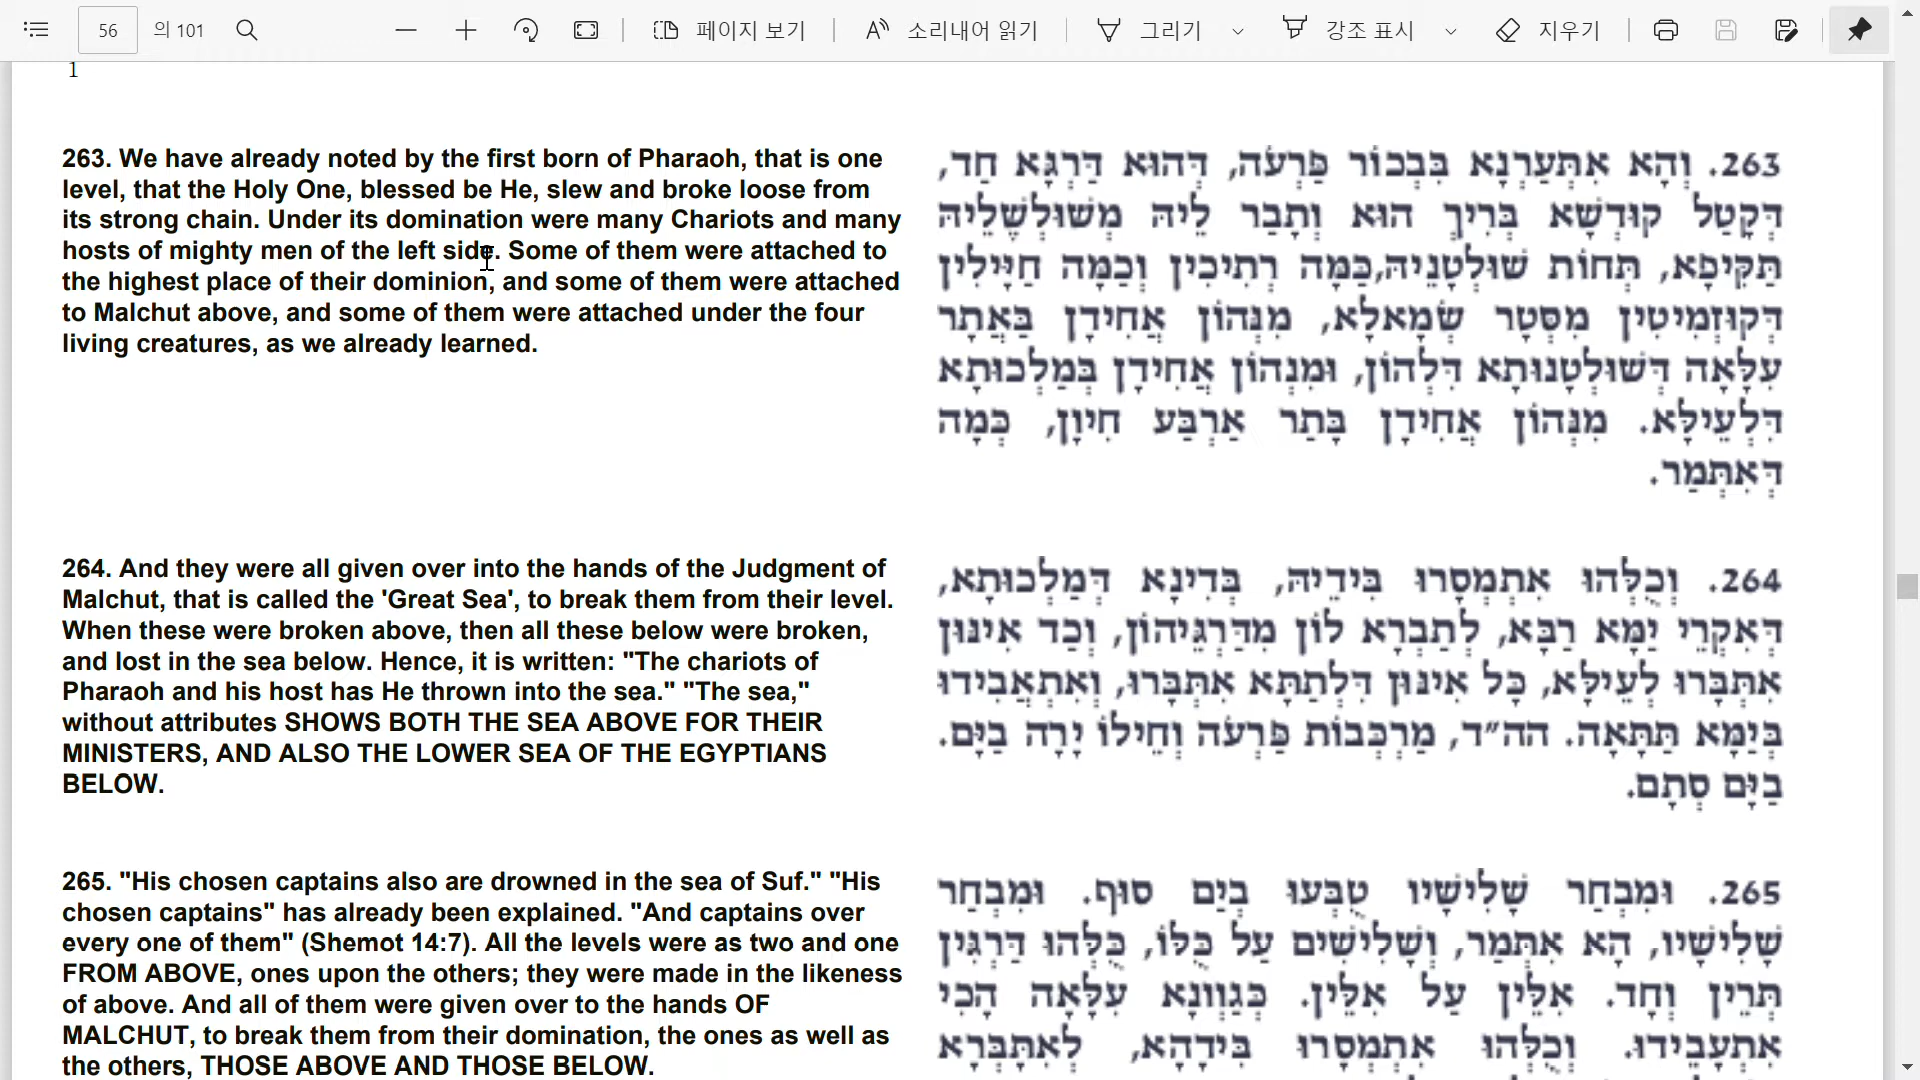 56 의 101 페이지 보기 소리내어 읽기 그리기 강조 표시 지우기
1
263. We have already noted by the first born of Pharaoh, that is one
level, that the Holy One, blessed be He, slew and broke loose from
its strong chain. Under its domination were many Chariots and many
hosts of mighty men of the left side. Some of them were attached to
the highest place of their dominion, and some of them were attached
to Malchut above, and some of them were attached under the four
living creatures, as we already learned.
263. וְהָא אִתְּעַרְנָא בִּבְכוֹר פַּרְעֹה, דְּהוּא דַּרְגָּא חַד,
דְּקָטַל קוּדְשָׁא בְּרִיךְ הוּא וְתָבַר לֵיהּ מְשׁוּלְשְׁלֵיהּ
תַּקִּיפָא, תְּחוֹת שׁוּלְטָנֵיהּ,כַּמָּה רְתִיכִין וְכַמָּה חַיָּילִין
דְּקוּזְמִיטִין מִסְּטַר שְׂמָאלָא, מִנְּהוֹן אֲחִידָן בַּאֲתַר
עִלָּאָה דְּשׁוּלְטָנוּתָא דִּלְהוֹן, וּמִנְהוֹן אֲחִידָן בְּמַלְכוּתָא
דִּלְעֵילָּא. מִנְּהוֹן אֲחִידָן בָּתַר אַרְבַּע חִיוָן, כְּמָה
דְּאִתְּמַר.
264. And they were all given over into the hands of the Judgment of
Malchut, that is called the 'Great Sea', to break them from their level.
When these were broken above, then all these below were broken,
and lost in the sea below. Hence, it is written: "The chariots of
Pharaoh and his host has He thrown into the sea." "The sea,"
without attributes SHOWS BOTH THE SEA ABOVE FOR THEIR
MINISTERS, AND ALSO THE LOWER SEA OF THE EGYPTIANS
BELOW.
264. וְכֻלְּהוּ אִתְמְסָרוּ בִּידֵיהּ, בְּדִינָא דְּמַלְכוּתָא,
דְּאִקְרֵי יַמָּא רַבָּא, לְתַבְרָא לוֹן מִדַּרְגֵּיהוֹן, וְכַד אִינּוּן
אִתְּבָּרוּ לְעֵילָּא, כָּל אִינּוּן דִּלְתַתָּא אִתְּבָּרוּ, וְאִתְאֲבִידוּ
בְּיַמָּא תַּתָּאָה. הה״ד, מַרְכְּבוֹת פַּרְעֹה וְחֵילוֹ יָרָה בַיָּם.
בַּיָּם סְתָם.
265. "His chosen captains also are drowned in the sea of Suf." "His
chosen captains" has already been explained. "And captains over
every one of them" (Shemot 14:7). All the levels were as two and one
FROM ABOVE, ones upon the others; they were made in the likeness
of above. And all of them were given over to the hands OF
MALCHUT, to break them from their domination, the ones as well as
the others, THOSE ABOVE AND THOSE BELOW.
265. וּמִבְחַר שָׁלִישָׁיו טֻבְּעוּ בְיַם סוּף. וּמִבְחַר
שָׁלִישָׁיו, הָא אִתְּמַר, וְשָׁלִישִׁים עַל כֻּלּוֹ, כֻּלְּהוּ דַּרְגִּין
תְּרֵין וְחָד. אִלֵּין עַל אִלֵּין. כְּגַוְונָא עִלָּאָה הָכִי
אִתְעֲבֵידוּ. וְכֻלְּהוּ אִתְמְסָרוּ בִּידָהָא, לְאִתְּבְּרָא